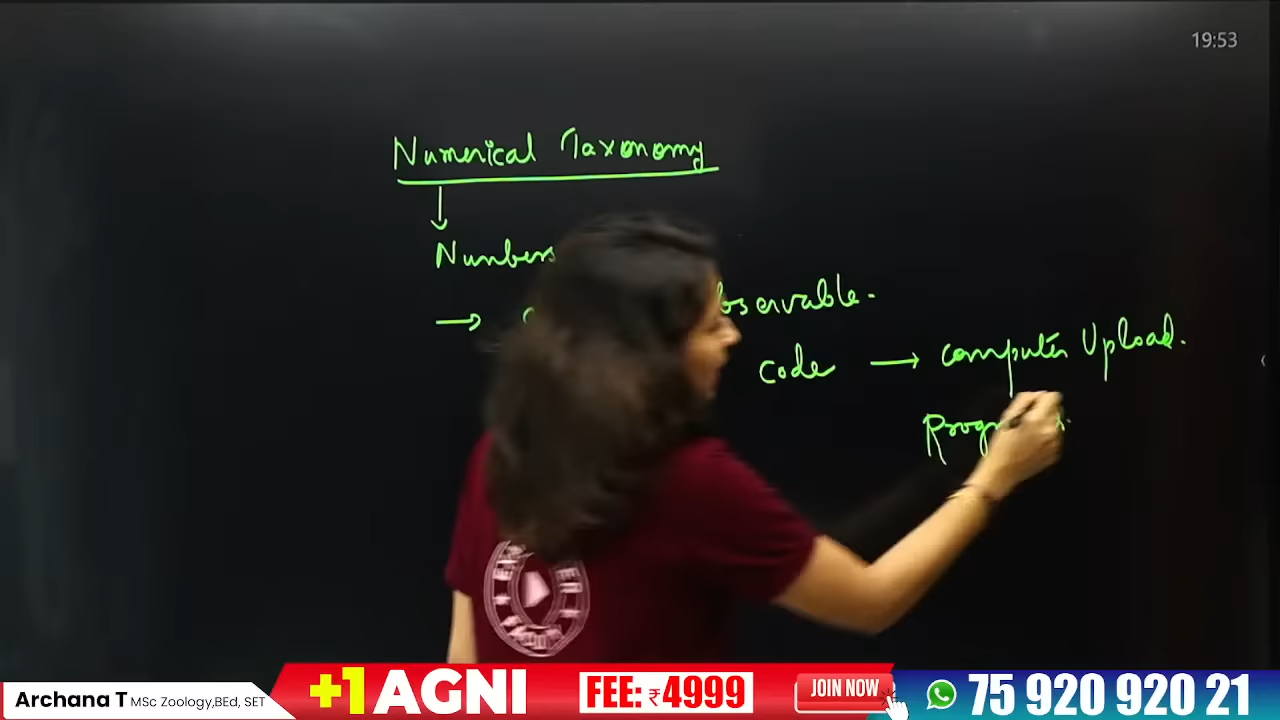 19:53
Numerical Taxonomy
Numbers
bservable.
code → computer Upload.
Archana T MSc Zoology,BEd, SET
+1 AGNI
FEE: ₹4999
JOIN NOW
75 920 920 21